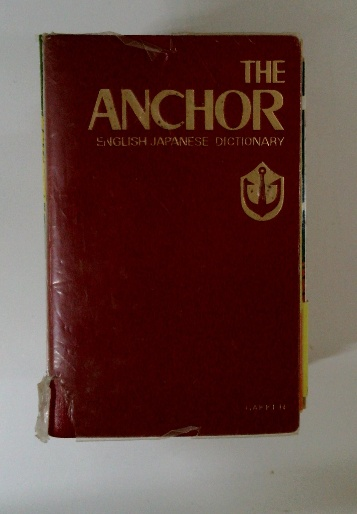 THE
ANCHOR
ENGLISH JAPANESE DICTIONARY
GAKKEN